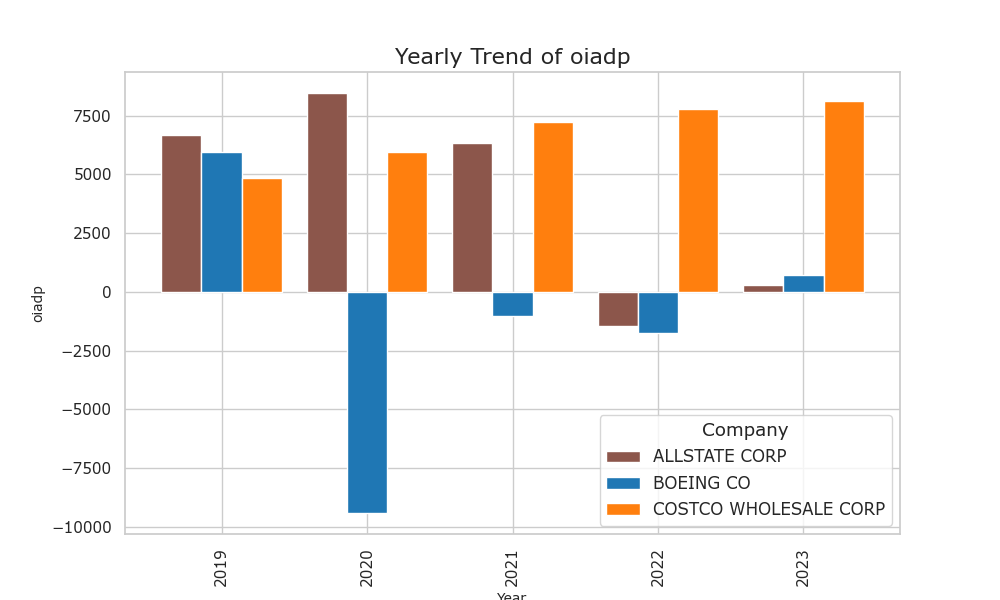 Yearly Trend of oiadp
7500
5000
2500
0
−2500
−5000
−7500
−10000
oiadp
Company
ALLSTATE CORP
BOEING CO
COSTCO WHOLESALE CORP
2019
2020
2021
2022
2023
Year